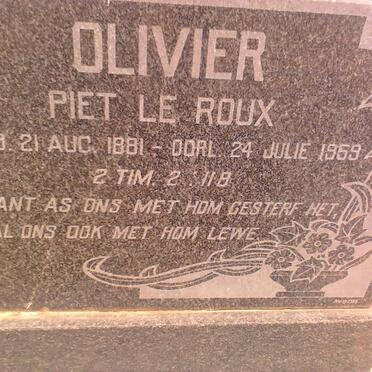 OLIVIER
PIET LE ROUX
B. 21 AUG. 1881 - OORL. 24 JULIE 1969
2 TIM. 2 : 11B
ANT AS ONS MET HOM GESTERF HET,
AL ONS OOK MET HOM LEWE.